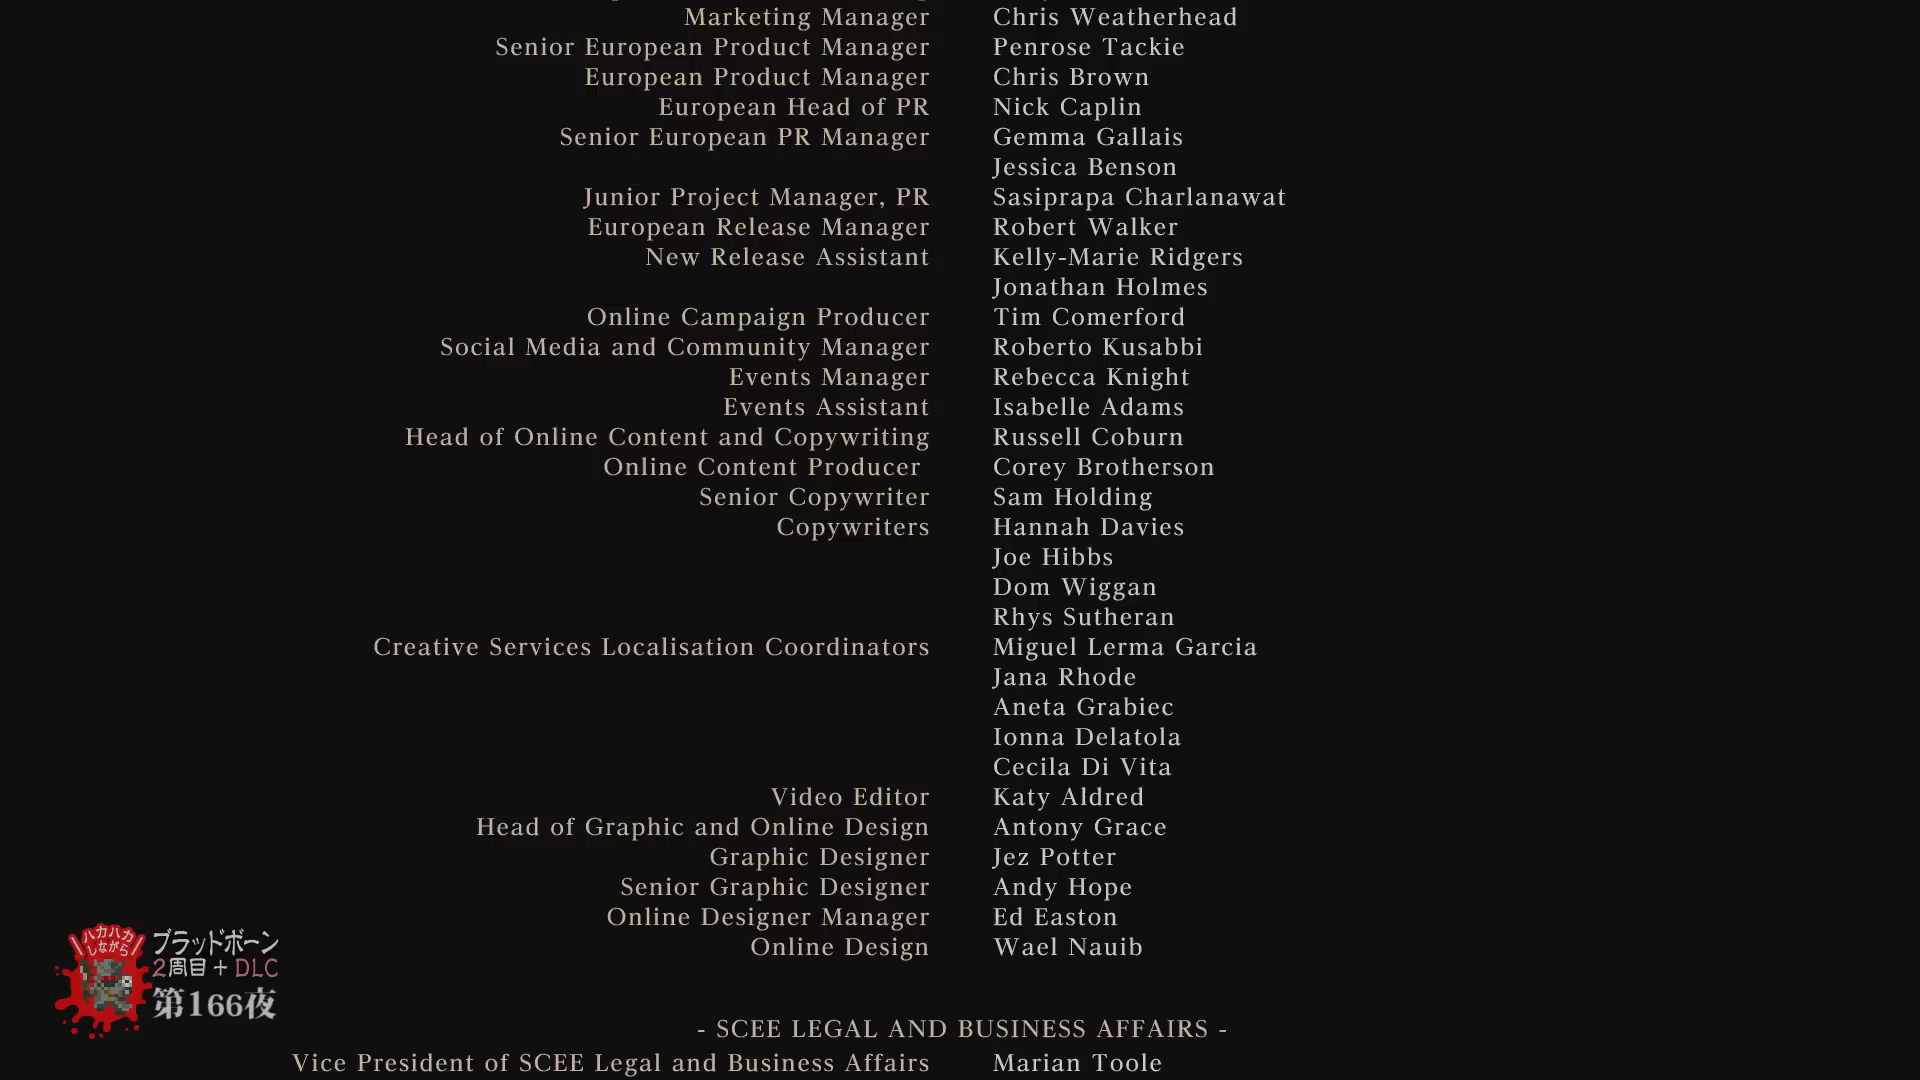 Marketing Manager Chris Weatherhead
Senior European Product Manager Penrose Tackie
European Product Manager Chris Brown
European Head of PR Nick Caplin
Senior European PR Manager Gemma Gallais
Jessica Benson
Junior Project Manager, PR Sasiprapa Charlanawat
European Release Manager Robert Walker
New Release Assistant Kelly-Marie Ridgers
Jonathan Holmes
Online Campaign Producer Tim Comerford
Social Media and Community Manager Roberto Kusabbi
Events Manager Rebecca Knight
Events Assistant Isabelle Adams
Head of Online Content and Copywriting Russell Coburn
Online Content Producer Corey Brotherson
Senior Copywriter Sam Holding
Copywriters Hannah Davies
Joe Hibbs
Dom Wiggan
Rhys Sutheran
Creative Services Localisation Coordinators Miguel Lerma Garcia
Jana Rhode
Aneta Grabiec
Ionna Delatola
Cecila Di Vita
Video Editor Katy Aldred
Head of Graphic and Online Design Antony Grace
Graphic Designer Jez Potter
Senior Graphic Designer Andy Hope
Online Designer Manager Ed Easton
Online Design Wael Nauib
ハカハカ
しながら
ブラッドボーン
2周目+DLC
第166夜
- SCEE LEGAL AND BUSINESS AFFAIRS -
Vice President of SCEE Legal and Business Affairs Marian Toole